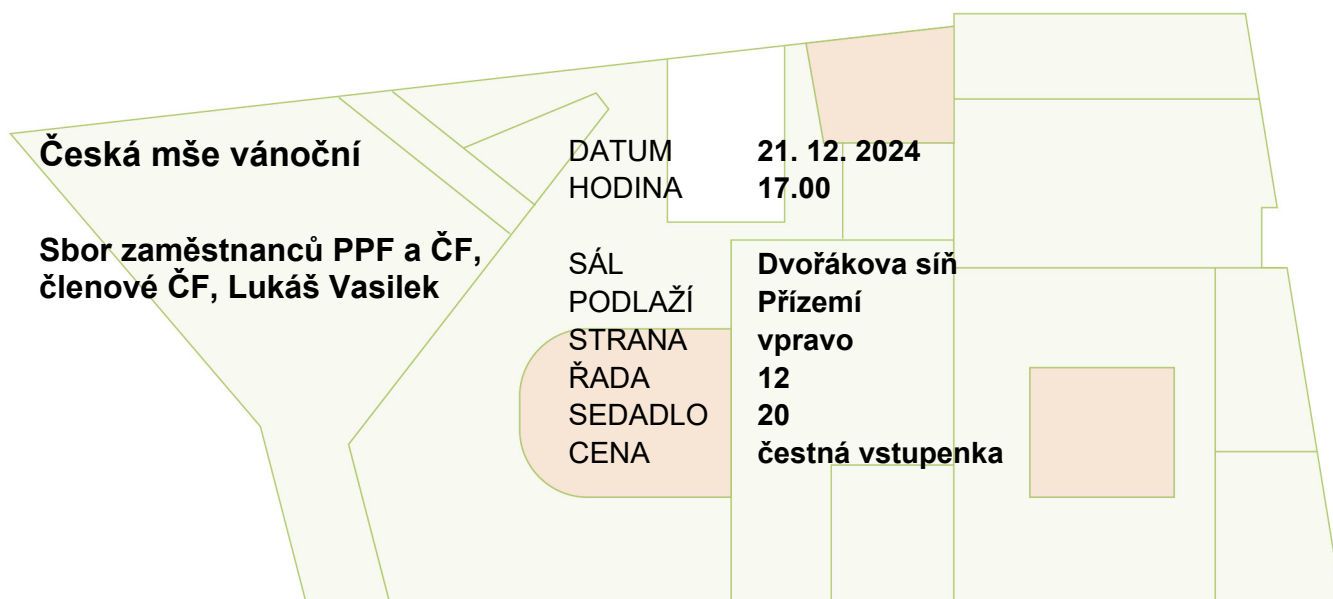 Česká mše vánoční
Sbor zaměstnanců PPF a ČF,
členové ČF, Lukáš Vasilek
DATUM 21. 12. 2024
HODINA 17.00
SÁL Dvořákova síň
PODLAŽÍ Přízemí
STRANA vpravo
ŘADA 12
SEDADLO 20
CENA čestná vstupenka